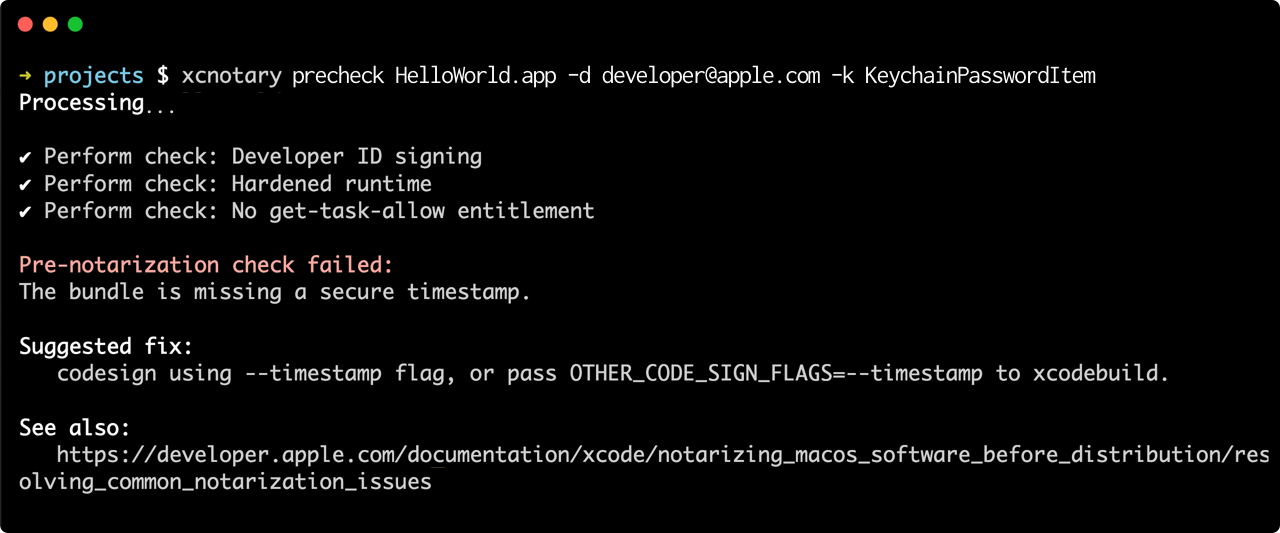 ➜ projects $ xcnotary precheck HelloWorld.app -d developer@apple.com -k KeychainPasswordItem
Processing...
✔ Perform check: Developer ID signing
✔ Perform check: Hardened runtime
✔ Perform check: No get-task-allow entitlement
Pre-notarization check failed:
The bundle is missing a secure timestamp.
Suggested fix:
codesign using --timestamp flag, or pass OTHER_CODE_SIGN_FLAGS=--timestamp to xcodebuild.
See also:
https://developer.apple.com/documentation/xcode/notarizing_macos_software_before_distribution/res
olving_common_notarization_issues